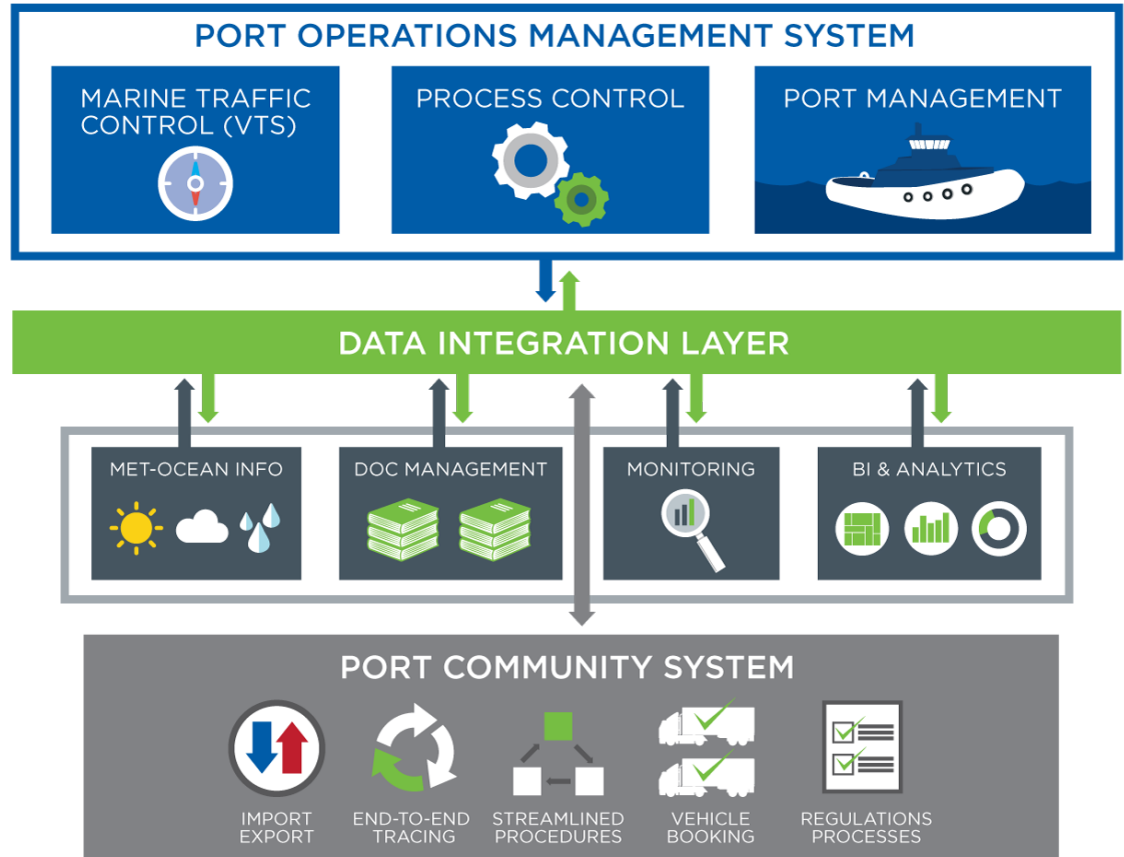 PORT OPERATIONS MANAGEMENT SYSTEM
MARINE TRAFFIC
CONTROL (VTS)
PROCESS CONTROL
PORT MANAGEMENT
DATA INTEGRATION LAYER
MET-OCEAN INFO
DOC MANAGEMENT
MONITORING
BI & ANALYTICS
PORT COMMUNITY SYSTEM
IMPORT
EXPORT
END-TO-END
TRACING
STREAMLINED
PROCEDURES
VEHICLE
BOOKING
REGULATIONS
PROCESSES